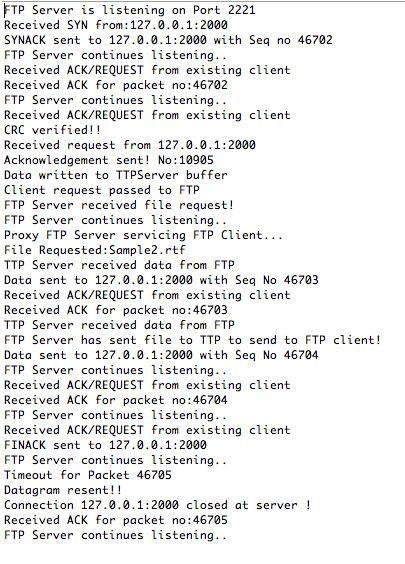 FTP Server is listening on Port 2221
Received SYN from:127.0.0.1:2000
SYNACK sent to 127.0.0.1:2000 with Seq no 46702
FTP Server continues listening..
Received ACK/REQUEST from existing client
Received ACK for packet no:46702
FTP Server continues listening..
Received ACK/REQUEST from existing client
CRC verified!!
Received request from 127.0.0.1:2000
Acknowledgement sent! No:10905
Data written to TTPServer buffer
Client request passed to FTP
FTP Server received file request!
FTP Server continues listening..
Proxy FTP Server servicing FTP Client...
File Requested:Sample2.rtf
TTP Server received data from FTP
Data sent to 127.0.0.1:2000 with Seq No 46703
Received ACK/REQUEST from existing client
Received ACK for packet no:46703
TTP Server received data from FTP
FTP Server has sent file to TTP to send to FTP client!
Data sent to 127.0.0.1:2000 with Seq No 46704
FTP Server continues listening..
Received ACK/REQUEST from existing client
Received ACK for packet no:46704
FTP Server continues listening..
Received ACK/REQUEST from existing client
FINACK sent to 127.0.0.1:2000
FTP Server continues listening..
Timeout for Packet 46705
Datagram resent!!
Connection 127.0.0.1:2000 closed at server !
Received ACK for packet no:46705
FTP Server continues listening..